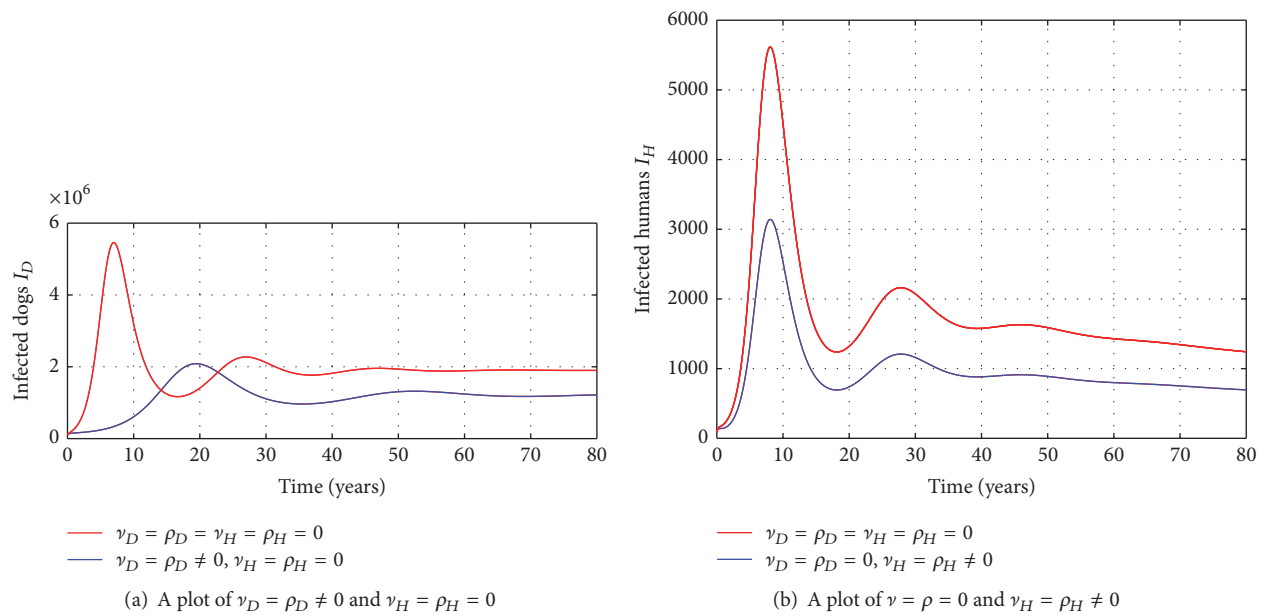 ×10⁶
6
4
2
0
Infected dogs I_D
0 10 20 30 40 50 60 70 80
Time (years)
ν_D = ρ_D = ν_H = ρ_H = 0
ν_D = ρ_D ≠ 0, ν_H = ρ_H = 0
(a) A plot of ν_D = ρ_D ≠ 0 and ν_H = ρ_H = 0
6000
5000
4000
3000
2000
1000
0
Infected humans I_H
0 10 20 30 40 50 60 70 80
Time (years)
ν_D = ρ_D = ν_H = ρ_H = 0
ν_D = ρ_D = 0, ν_H = ρ_H ≠ 0
(b) A plot of ν = ρ = 0 and ν_H = ρ_H ≠ 0